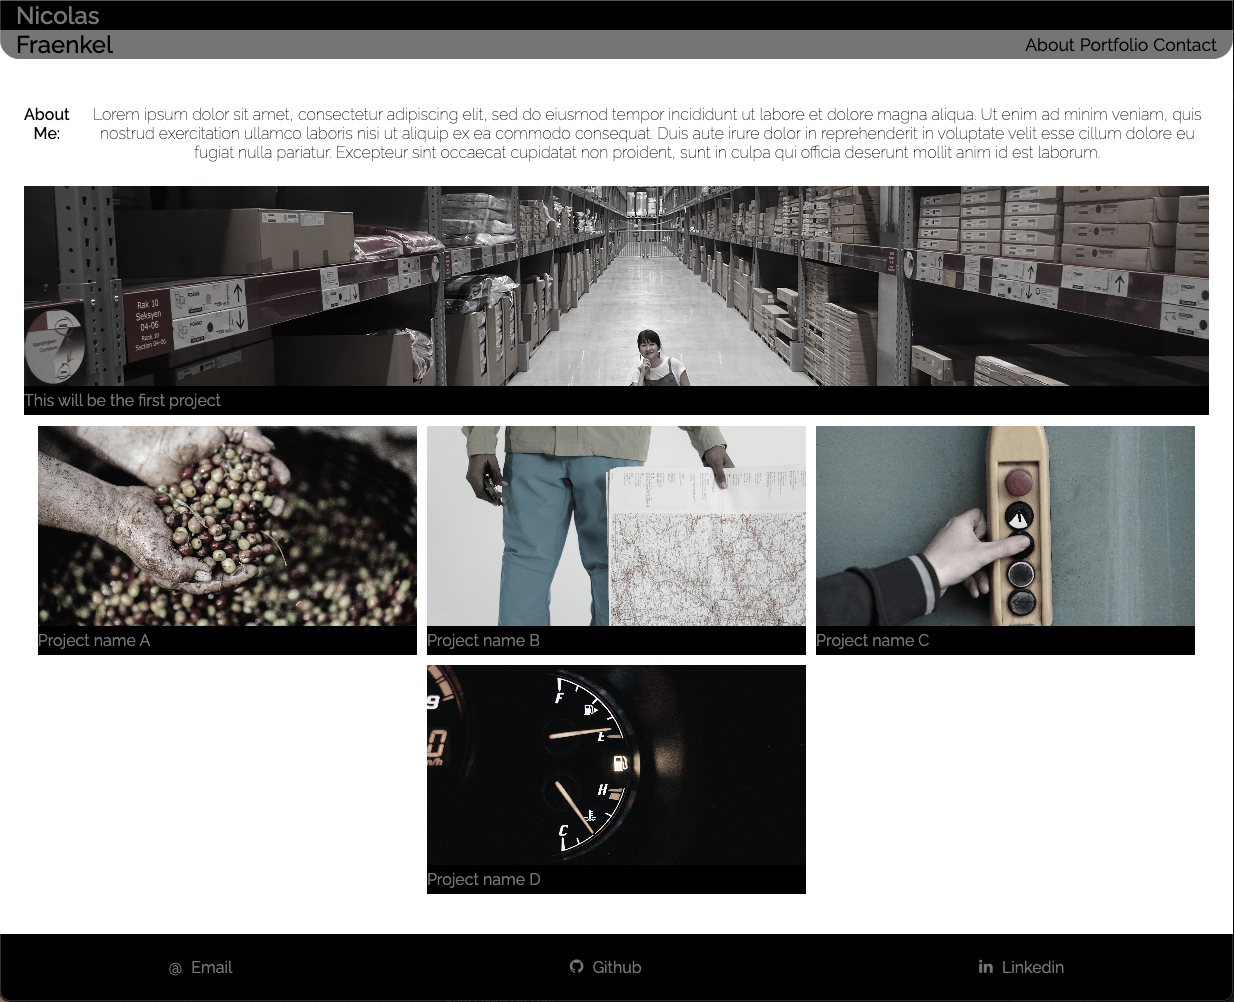 Nicolas
Fraenkel
About Portfolio Contact
About
Me:
Lorem ipsum dolor sit amet, consectetur adipiscing elit, sed do eiusmod tempor incididunt ut labore et dolore magna aliqua. Ut enim ad minim veniam, quis
nostrud exercitation ullamco laboris nisi ut aliquip ex ea commodo consequat. Duis aute irure dolor in reprehenderit in voluptate velit esse cillum dolore eu
fugiat nulla pariatur. Excepteur sint occaecat cupidatat non proident, sunt in culpa qui officia deserunt mollit anim id est laborum.
Rak 10
Seksyen
04-06
Rack 10
Section 04-06
This will be the first project
Project name A
Project name B
Project name C
F
E
H
C
9
0
Project name D
@ Email
Github
in Linkedin